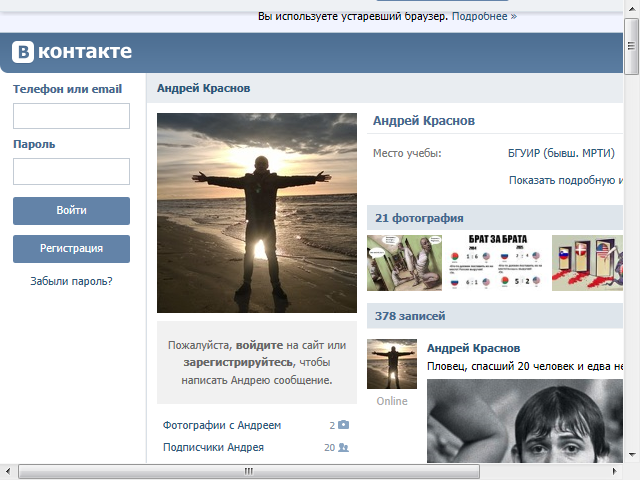 Вы используете устаревший браузер. Подробнее »
В контакте
Телефон или email
Пароль
Войти
Регистрация
Забыли пароль?
Андрей Краснов
Пожалуйста, войдите на сайт или
зарегистрируйтесь, чтобы
написать Андрею сообщение.
Фотографии с Андреем 2
Подписчики Андрея 20
Андрей Краснов
Место учебы: БГУИР (бывш. МРТИ)
Показать подробную и
21 фотография
БРАТ ЗА БРАТА
378 записей
Андрей Краснов
Пловец, спасший 20 человек и едва не
Online